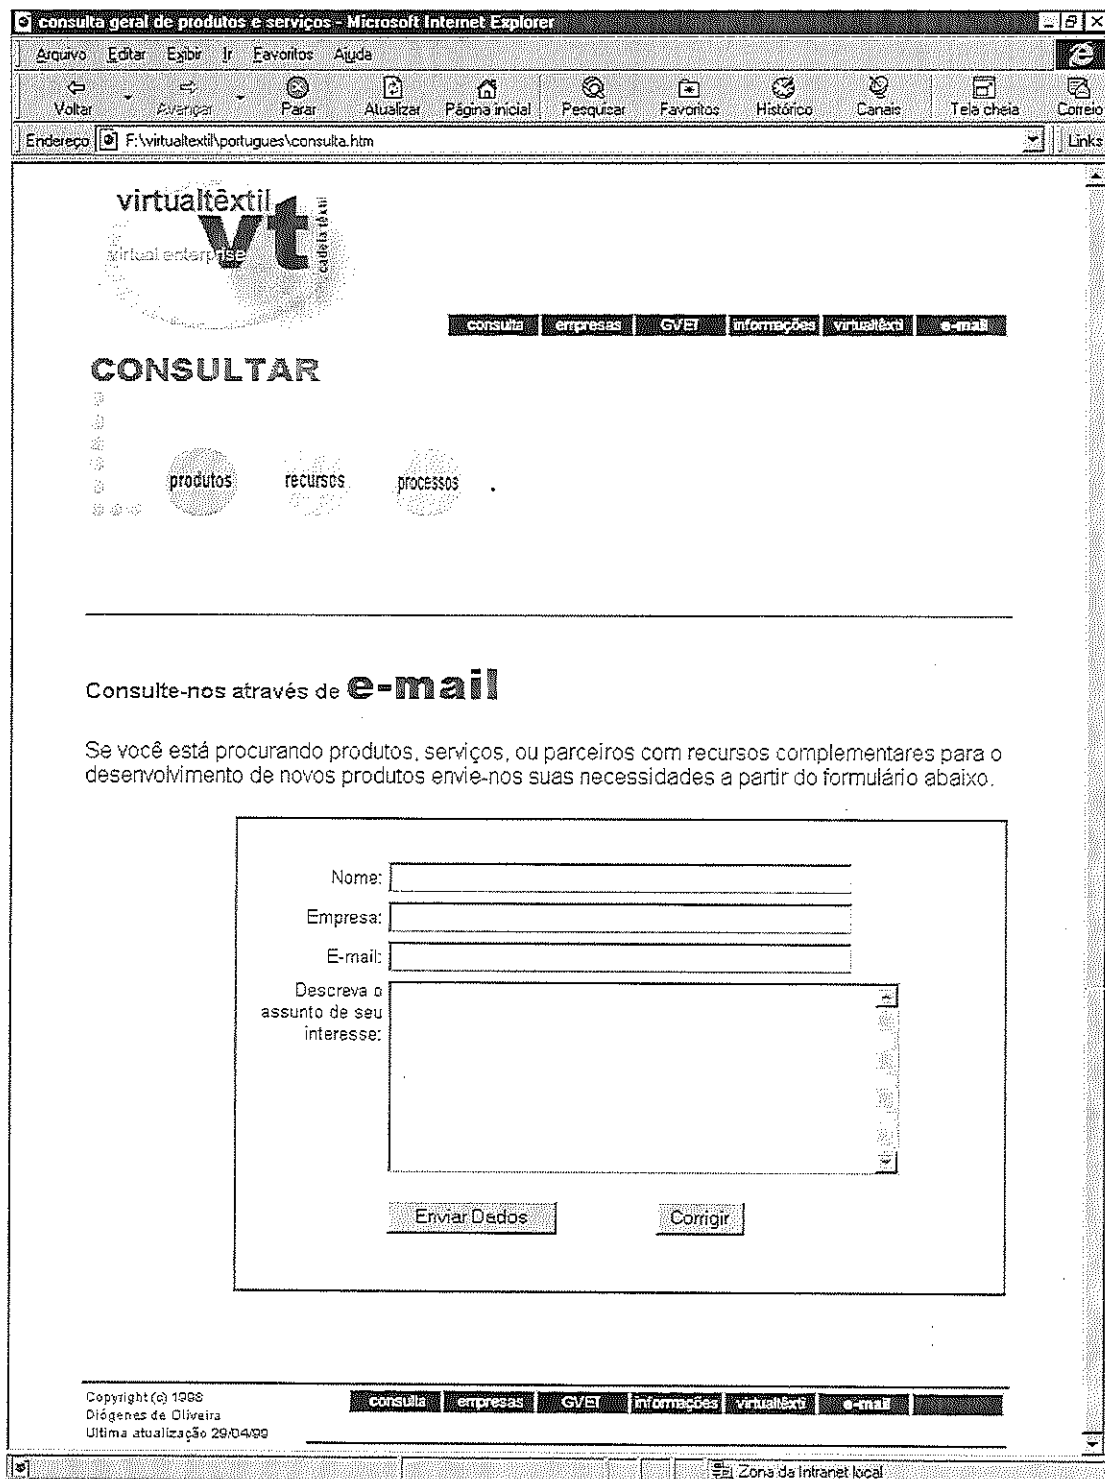 consulta geral de produtos e serviços - Microsoft Internet Explorer
Arquivo Editar Exibir Ir Favoritos Ajuda
Voltar Avançar Parar Atualizar Página inicial Pesquisar Favoritos Histórico Canais Tela cheia Correio
Endereço F:\virtualtextil\portugues\consulta.htm Links
virtualtêxtil
vt
virtual enterprise
cadeia têxtil
consulta empresas GVET informações virtualtêxtil e-mail
CONSULTAR
produtos recursos processos
Consulte-nos através de e-mail
Se você está procurando produtos, serviços, ou parceiros com recursos complementares para o
desenvolvimento de novos produtos envie-nos suas necessidades a partir do formulário abaixo.
Nome:
Empresa:
E-mail:
Descreva o
assunto de seu
interesse:
Enviar Dados Corrigir
Copyright (c) 1998
Diógenes de Oliveira
Ultima atualização 29/04/99
consulta empresas GVET informações virtualtêxtil e-mail
Zona da Intranet local